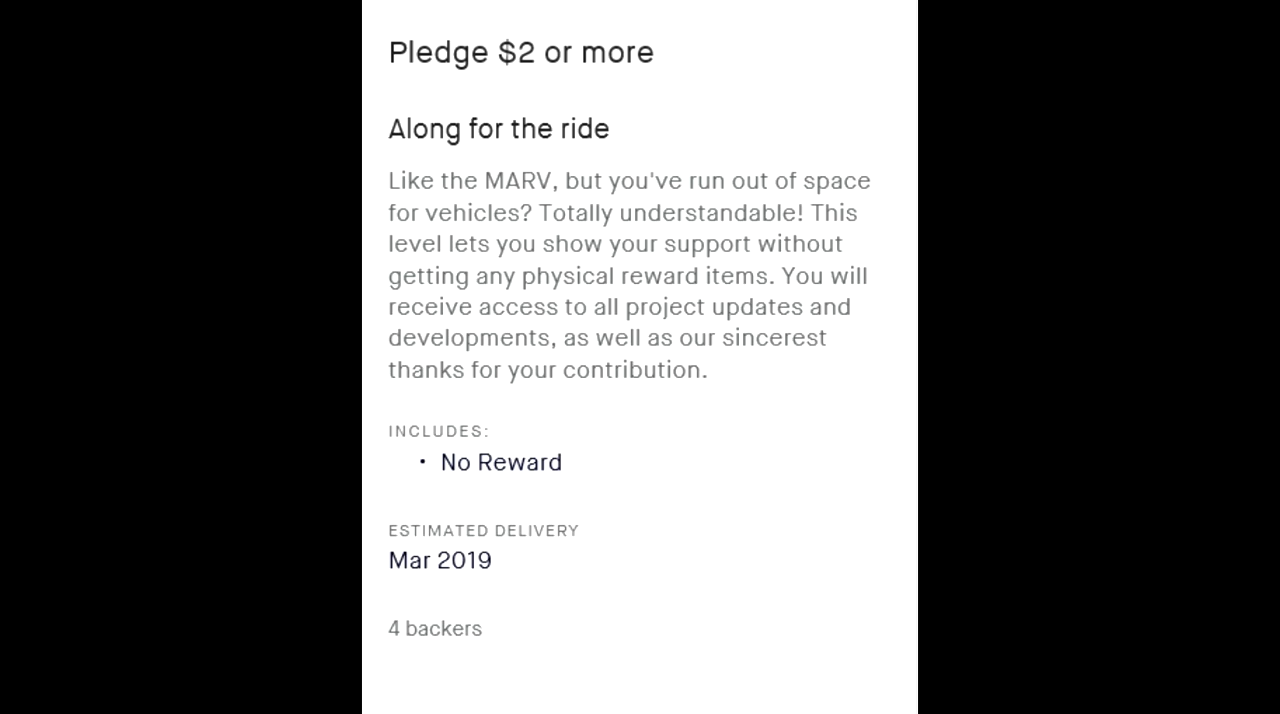 Pledge $2 or more
Along for the ride
Like the MARV, but you've run out of space
for vehicles? Totally understandable! This
level lets you show your support without
getting any physical reward items. You will
receive access to all project updates and
developments, as well as our sincerest
thanks for your contribution.
INCLUDES:
• No Reward
ESTIMATED DELIVERY
Mar 2019
4 backers